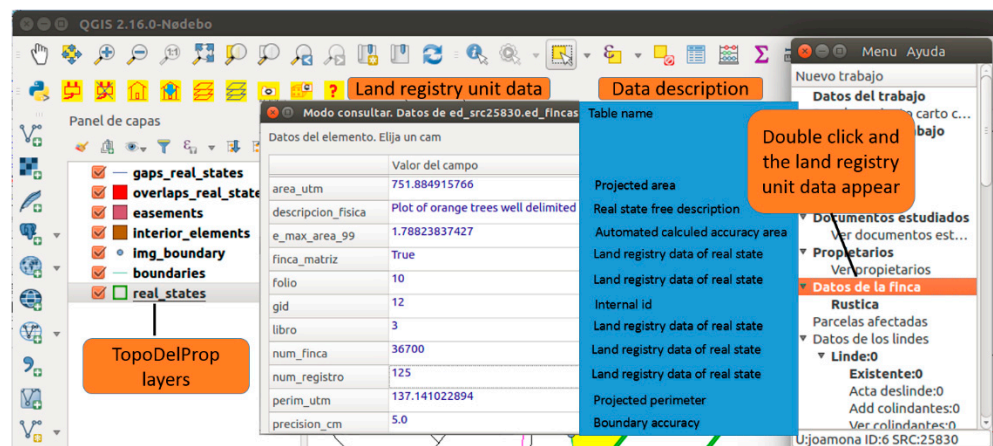 QGIS 2.16.0-Nødebo
Menu Ayuda
Nuevo trabajo
Datos del trabajo
carto c...
bajo
Land registry unit data
Data description
?
Panel de capas
Modo consultar. Datos de ed_src25830.ed_fincas
Table name
Datos del elemento. Elija un cam
Double click and
the land registry
unit data appear
Valor del campo
gaps_real_states
overlaps_real_state
easements
interior_elements
img_boundary
boundaries
real_states
TopoDelProp
layers
area_utm 751.884915766 Projected area
descripcion_fisica Plot of orange trees well delimited Real state free description
e_max_area_99 1.78823837427 Automated calculed accuracy area
finca_matriz True Land registry data of real state
folio 10 Land registry data of real state
gid 12 Internal id
libro 3 Land registry data of real state
num_finca 36700 Land registry data of real state
num_registro 125 Land registry data of real state
perim_utm 137.141022894 Projected perimeter
precision_cm 5.0 Boundary accuracy
Documentos estudiados
Ver documentos est...
Propietarios
Ver propietarios
Datos de la finca
Rustica
Parcelas afectadas
Datos de los lindes
Linde:0
Existente:0
Acta deslinde:0
Add colindantes:0
Ver colindantes:0
U:joamona ID:6 SRC:25830